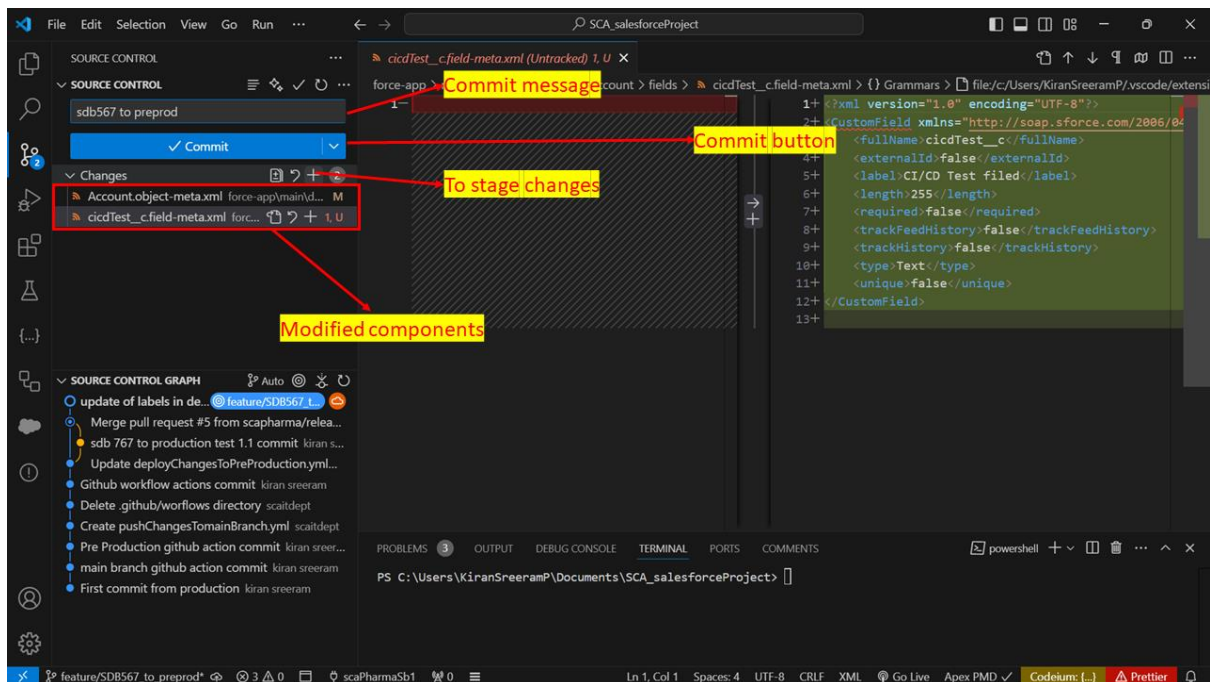 File Edit Selection View Go Run ... SCA_salesforceProject
SOURCE CONTROL ...
SOURCE CONTROL
sdb567 to preprod
Commit
Changes 2
Account.object-meta.xml force-app\main\d... M
cicdTest__c.field-meta.xml forc... 1, U
Modified components
SOURCE CONTROL GRAPH Auto
update of labels in de... feature/SDB567_t...
Merge pull request #5 from scapharma/relea...
sdb 767 to production test 1.1 commit kiran s...
Update deployChangesToPreProduction.yml...
Github workflow actions commit kiran sreeram
Delete .github/worflows directory scaitdept
Create pushChangesTomainBranch.yml scaitdept
Pre Production github action commit kiran sreer...
main branch github action commit kiran sreeram
First commit from production kiran sreeram
cicdTest__c.field-meta.xml (Untracked) 1, U
force-app > Commit message count > fields > cicdTest__c.field-meta.xml > {} Grammars > file:/c:/Users/KiranSreeramP/.vscode/extensi
Commit button
To stage changes
1
1+ <?xml version="1.0" encoding="UTF-8"?>
2+ <CustomField xmlns="http://soap.sforce.com/2006/04
<fullName>cicdTest__c</fullName>
4+ <externalId>false</externalId>
5+ <label>CI/CD Test filed</label>
6+ <length>255</length>
7+ <required>false</required>
8+ <trackFeedHistory>false</trackFeedHistory>
9+ <trackHistory>false</trackHistory>
10+ <type>Text</type>
11+ <unique>false</unique>
12+ </CustomField>
13+
PROBLEMS 3 OUTPUT DEBUG CONSOLE TERMINAL PORTS COMMENTS powershell
PS C:\Users\KiranSreeramP\Documents\SCA_salesforceProject>
2
feature/SDB567_to_preprod* 3 0 scaPharmaSb1 0 Ln 1, Col 1 Spaces: 4 UTF-8 CRLF XML Go Live Apex PMD Codeium: {...} Prettier